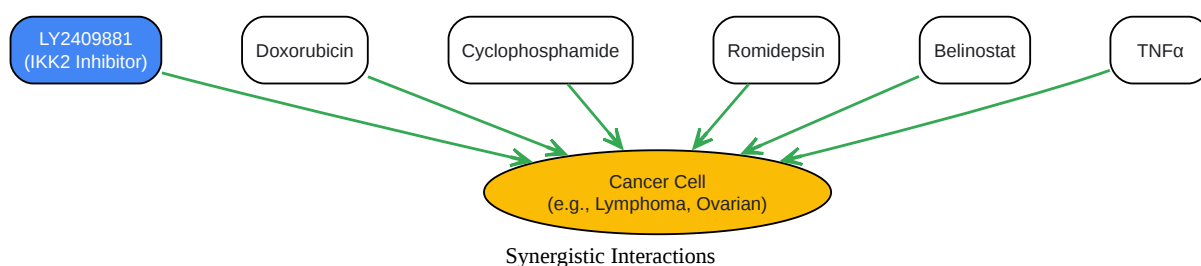 LY2409881
(IKK2 Inhibitor)
Doxorubicin
Cyclophosphamide
Romidepsin
Belinostat
TNFα
Cancer Cell
(e.g., Lymphoma, Ovarian)
Synergistic Interactions